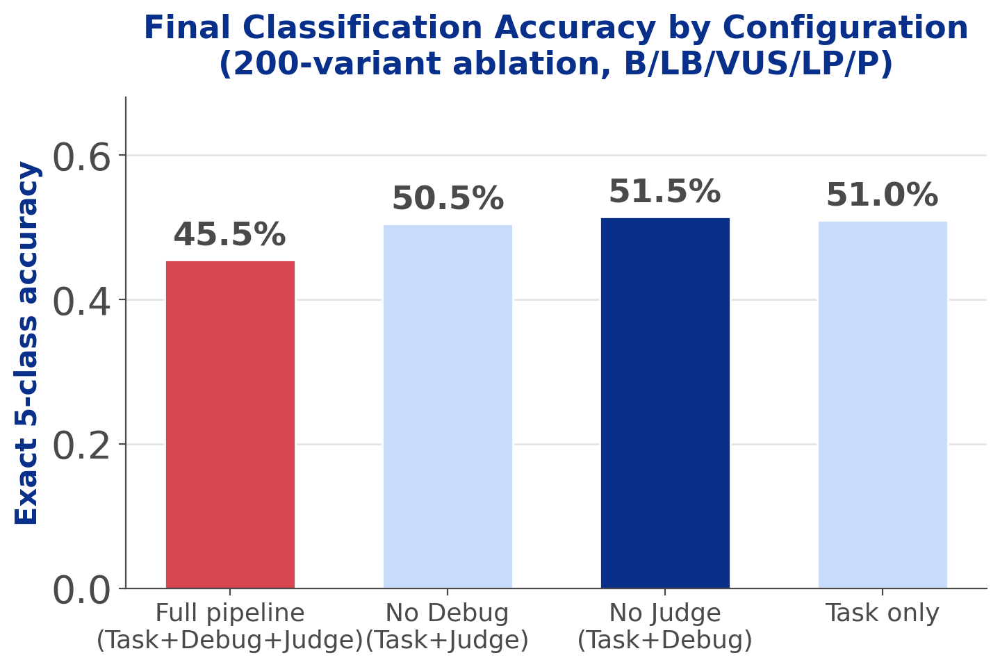 Final Classification Accuracy by Configuration
(200-variant ablation, B/LB/VUS/LP/P)
Exact 5-class accuracy
0.6
0.4
0.2
0.0
45.5%
50.5%
51.5%
51.0%
Full pipeline
(Task+Debug+Judge)
No Debug
(Task+Judge)
No Judge
(Task+Debug)
Task only